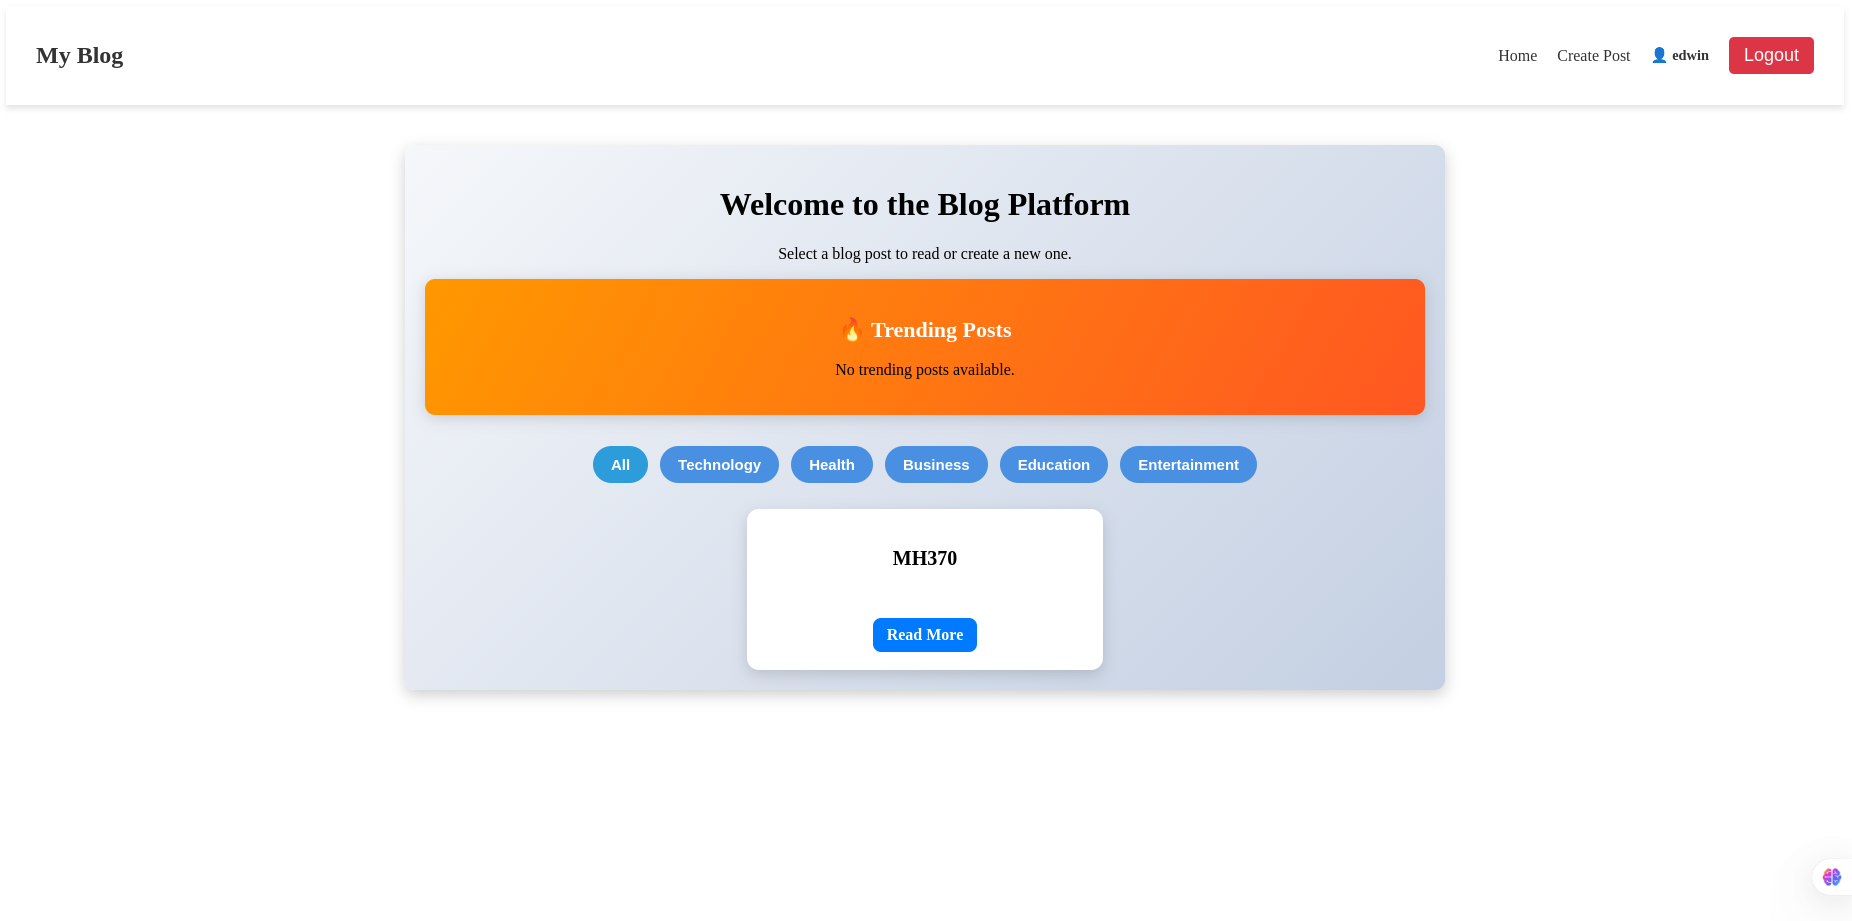 My Blog
Home Create Post 👤 edwin Logout
Welcome to the Blog Platform
Select a blog post to read or create a new one.
🔥 Trending Posts
No trending posts available.
All Technology Health Business Education Entertainment
MH370
Read More